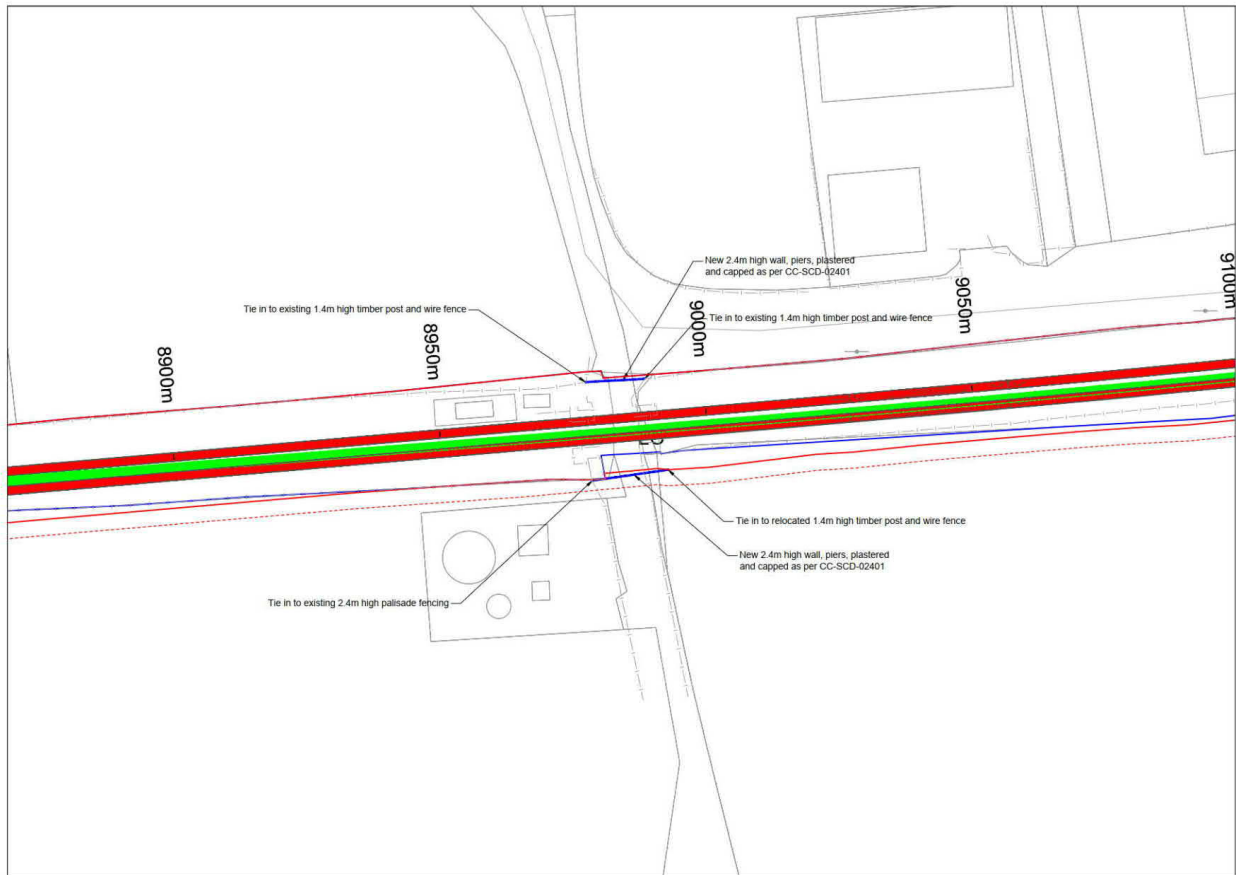 New 2.4m high wall, piers, plastered
and capped as per CC-SCD-02401
Tie in to existing 1.4m high timber post and wire fence
Tie in to existing 1.4m high timber post and wire fence
8900m
8950m
9000m
9050m
9100m
Tie in to relocated 1.4m high timber post and wire fence
New 2.4m high wall, piers, plastered
and capped as per CC-SCD-02401
Tie in to existing 2.4m high palisade fencing